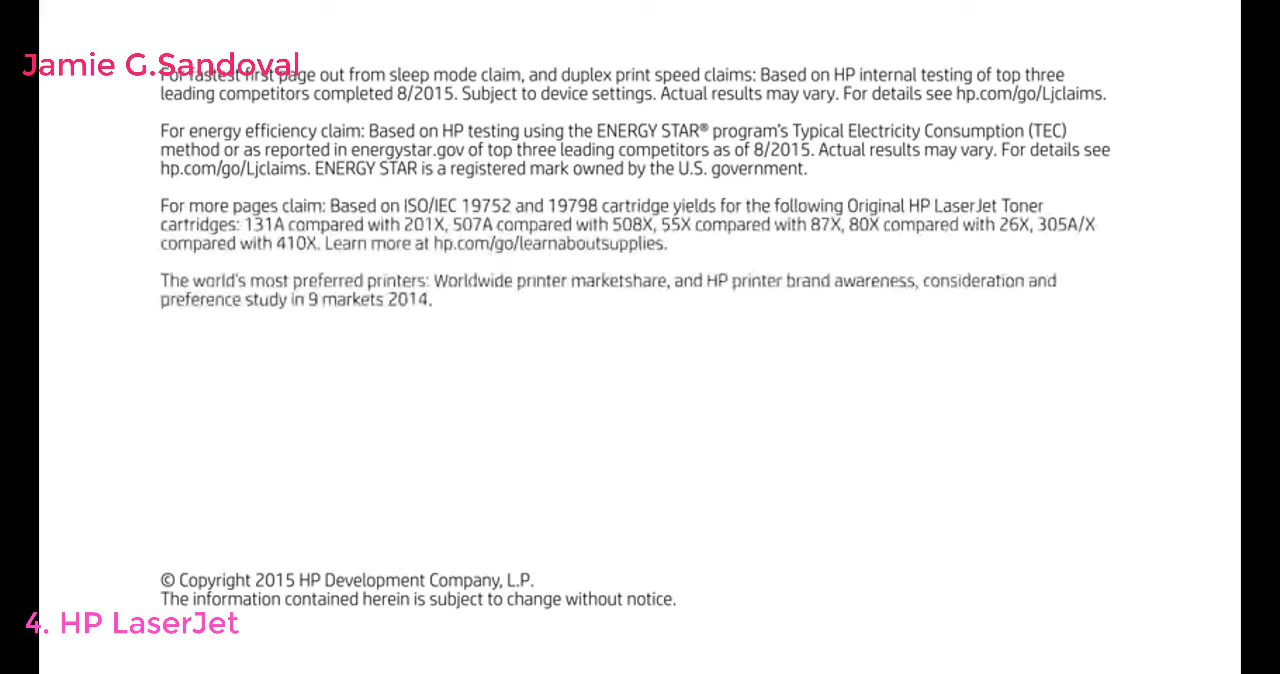 Jamie G.Sandoval
For fastest first page out from sleep mode claim, and duplex print speed claims: Based on HP internal testing of top three
leading competitors completed 8/2015. Subject to device settings. Actual results may vary. For details see hp.com/go/Ljclaims.
For energy efficiency claim: Based on HP testing using the ENERGY STAR® program's Typical Electricity Consumption (TEC)
method or as reported in energystar.gov of top three leading competitors as of 8/2015. Actual results may vary. For details see
hp.com/go/Ljclaims. ENERGY STAR is a registered mark owned by the U.S. government.
For more pages claim: Based on ISO/IEC 19752 and 19798 cartridge yields for the following Original HP LaserJet Toner
cartridges: 131A compared with 201X, 507A compared with 508X, 55X compared with 87X, 80X compared with 26X, 305A/X
compared with 410X. Learn more at hp.com/go/learnaboutsupplies.
The world's most preferred printers: Worldwide printer marketshare, and HP printer brand awareness, consideration and
preference study in 9 markets 2014.
© Copyright 2015 HP Development Company, L.P.
The information contained herein is subject to change without notice.
4. HP LaserJet